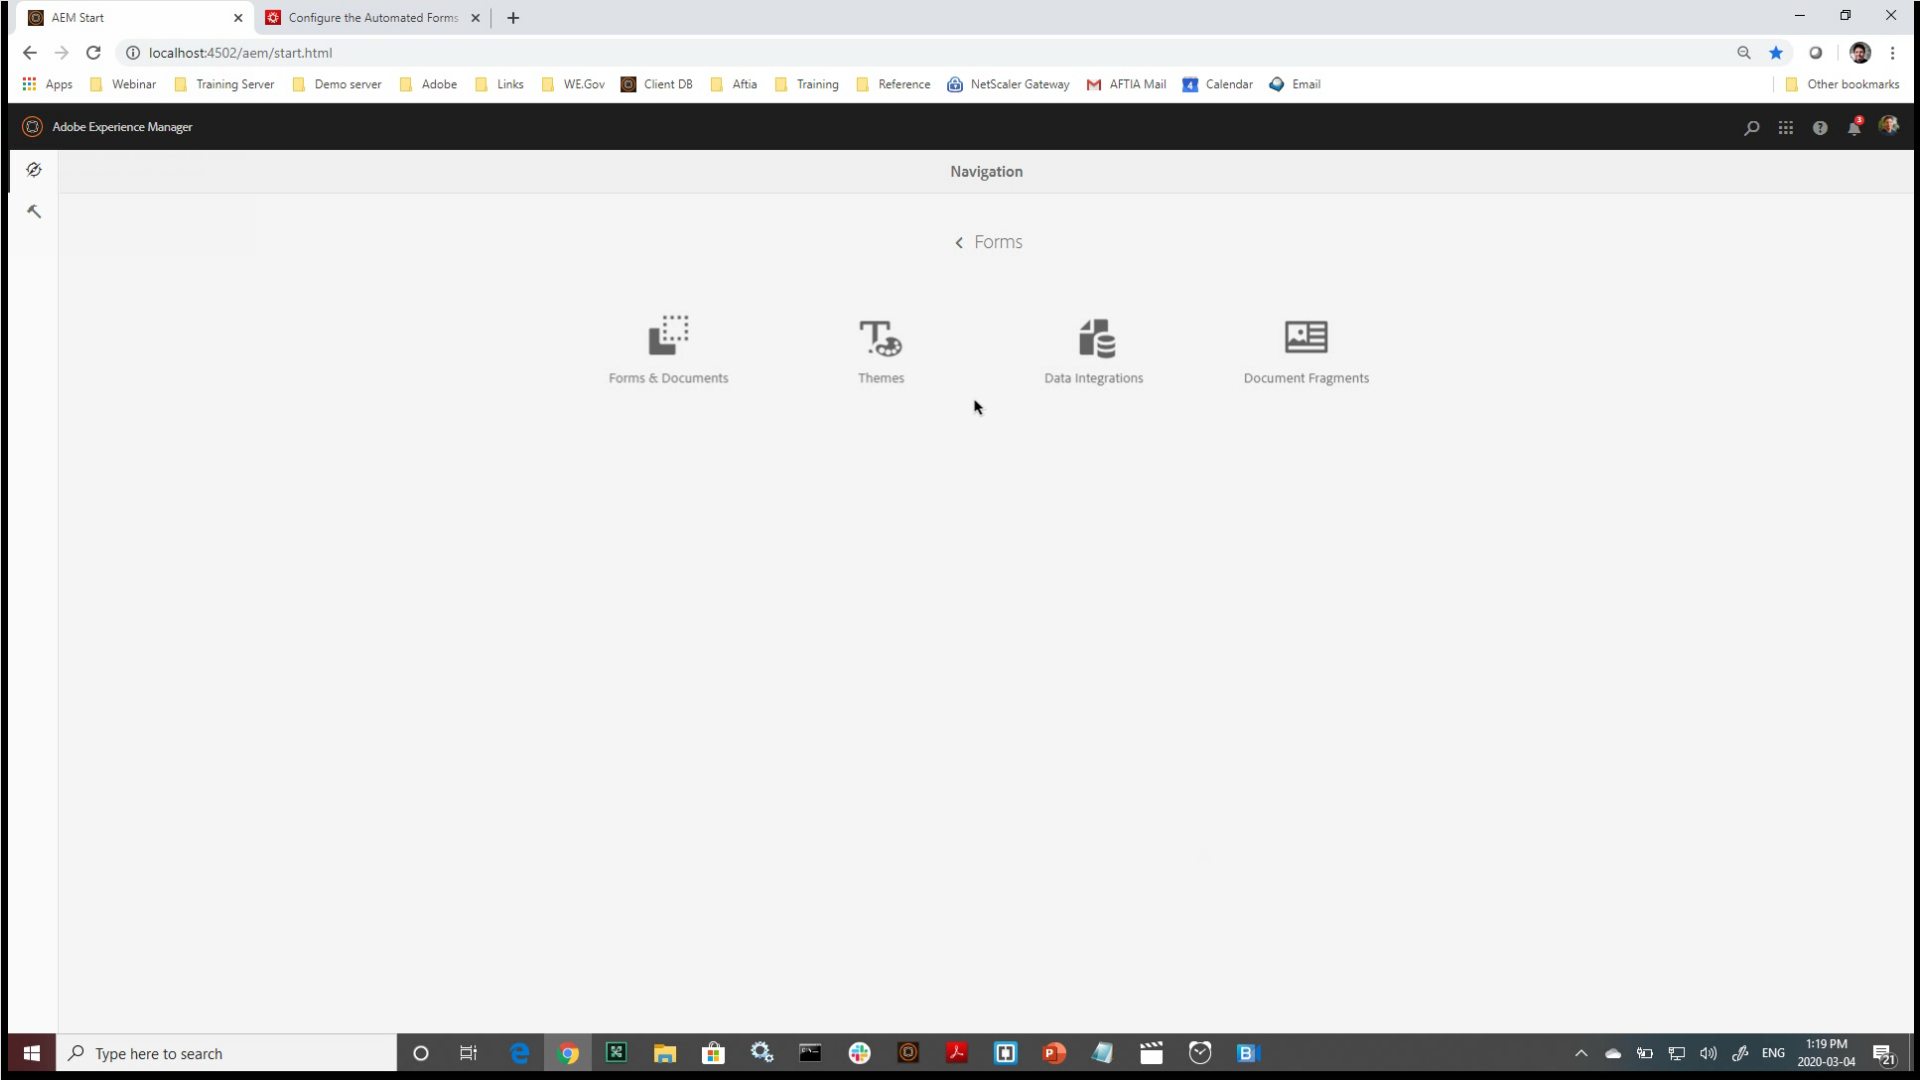 AEM Start
Configure the Automated Forms
localhost:4502/aem/start.html
Apps Webinar Training Server Demo server Adobe Links WE.Gov Client DB Aftia Training Reference NetScaler Gateway AFTIA Mail Calendar Email Other bookmarks
Adobe Experience Manager
3
Navigation
Forms
Forms & Documents Themes Data Integrations Document Fragments
Type here to search
ENG
1:19 PM
2020-03-04
21